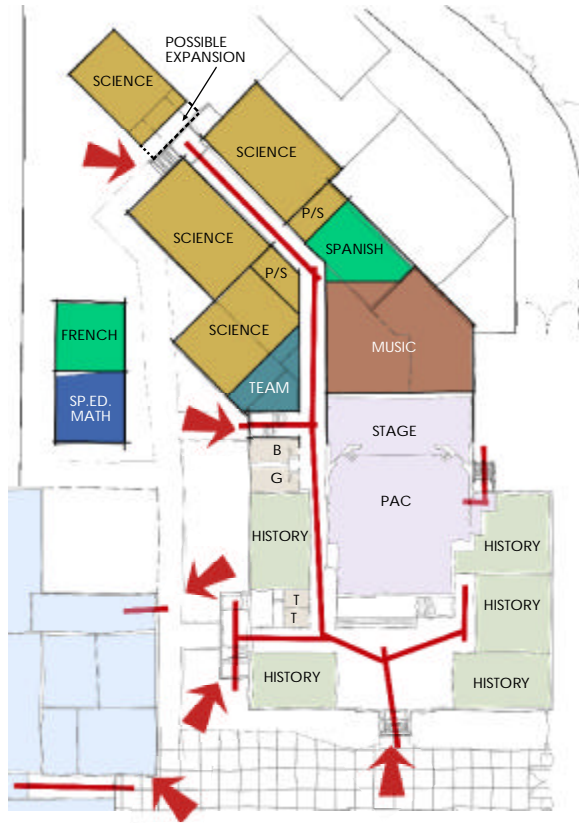 POSSIBLE
EXPANSION
SCIENCE
SCIENCE
P/S
SCIENCE
SPANISH
P/S
SCIENCE
FRENCH
MUSIC
TEAM
SP.ED.
MATH
STAGE
B
G
PAC
HISTORY
HISTORY
T
T
HISTORY
HISTORY
HISTORY